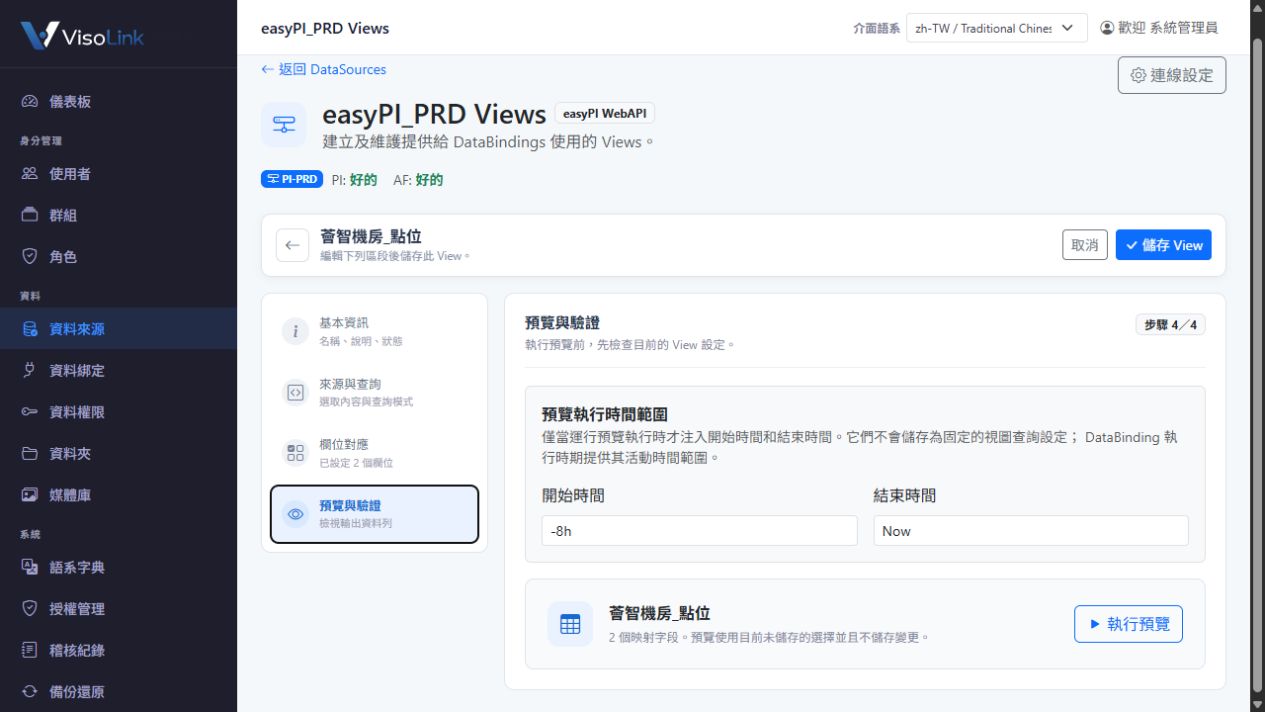 VisoLink
儀表板
身分管理
使用者
群組
角色
資料
資料來源
資料綁定
資料權限
資料夾
媒體庫
系統
語系字典
授權管理
稽核紀錄
備份還原
easyPI_PRD Views
介面語系
zh-TW / Traditional Chines
歡迎 系統管理員
← 返回 DataSources
連線設定
easyPI_PRD Views
easyPI WebAPI
建立及維護提供給 DataBindings 使用的 Views。
PI-PRD
PI: 好的
AF: 好的
薈智機房_點位
編輯下列區段後儲存此 View。
取消
儲存 View
基本資訊
名稱、說明、狀態
來源與查詢
選取內容與查詢模式
欄位對應
已設定 2 個欄位
預覽與驗證
檢視輸出資料列
預覽與驗證
執行預覽前，先檢查目前的 View 設定。
步驟 4／4
預覽執行時間範圍
僅當運行預覽執行時才注入開始時間和結束時間。它們不會儲存為固定的視圖查詢設定； DataBinding 執
行時期提供其活動時間範圍。
開始時間
結束時間
-8h
Now
薈智機房_點位
2 個映射字段。預覽使用目前未儲存的選擇並且不儲存變更。
執行預覽